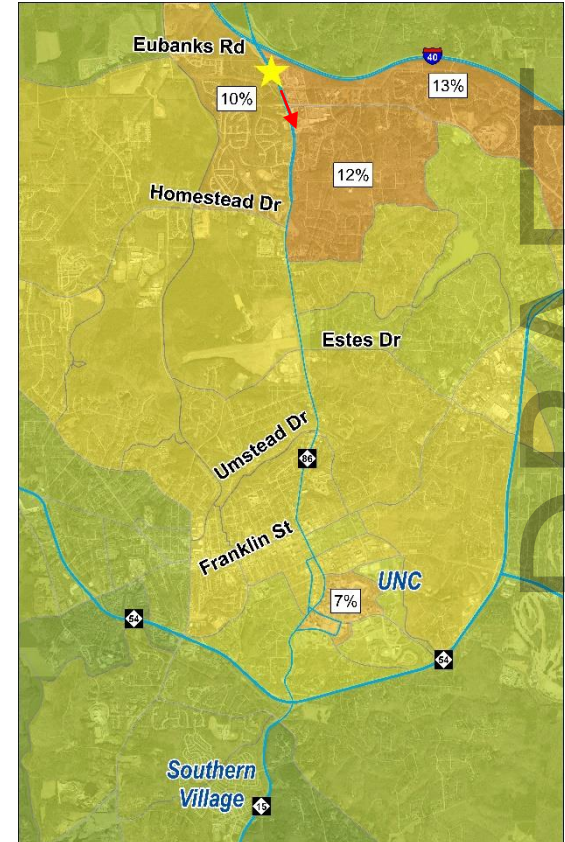 Eubanks Rd
40
13%
10%
12%
Homestead Dr
Estes Dr
Umstead Dr
86
Franklin St
UNC
7%
54
54
Southern
Village
15
DRAFT